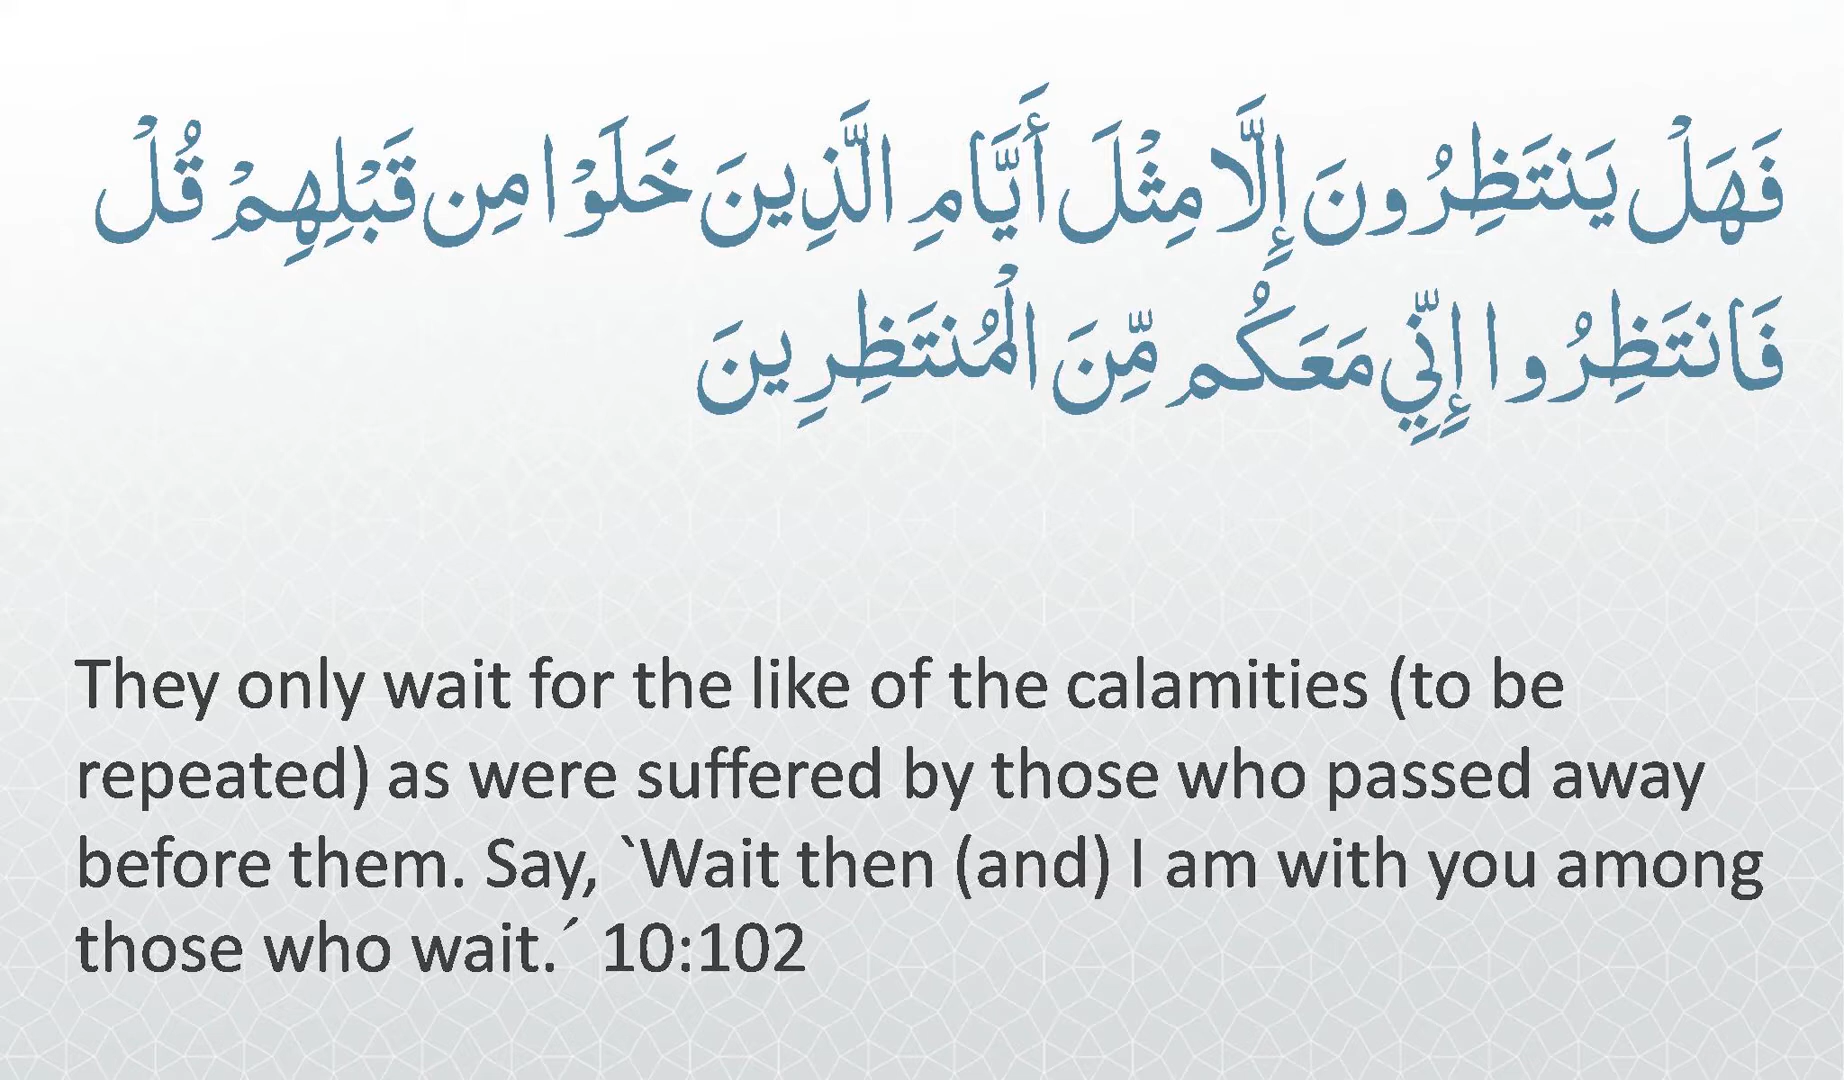 فَهَلْ يَنتَظِرُونَ إِلَّا مِثْلَ أَيَّامِ الَّذِينَ خَلَوْا مِن قَبْلِهِمْ قُلْ
فَانتَظِرُوا إِنِّي مَعَكُم مِّنَ الْمُنتَظِرِينَ
They only wait for the like of the calamities (to be
repeated) as were suffered by those who passed away
before them. Say, `Wait then (and) I am with you among
those who wait.´ 10:102